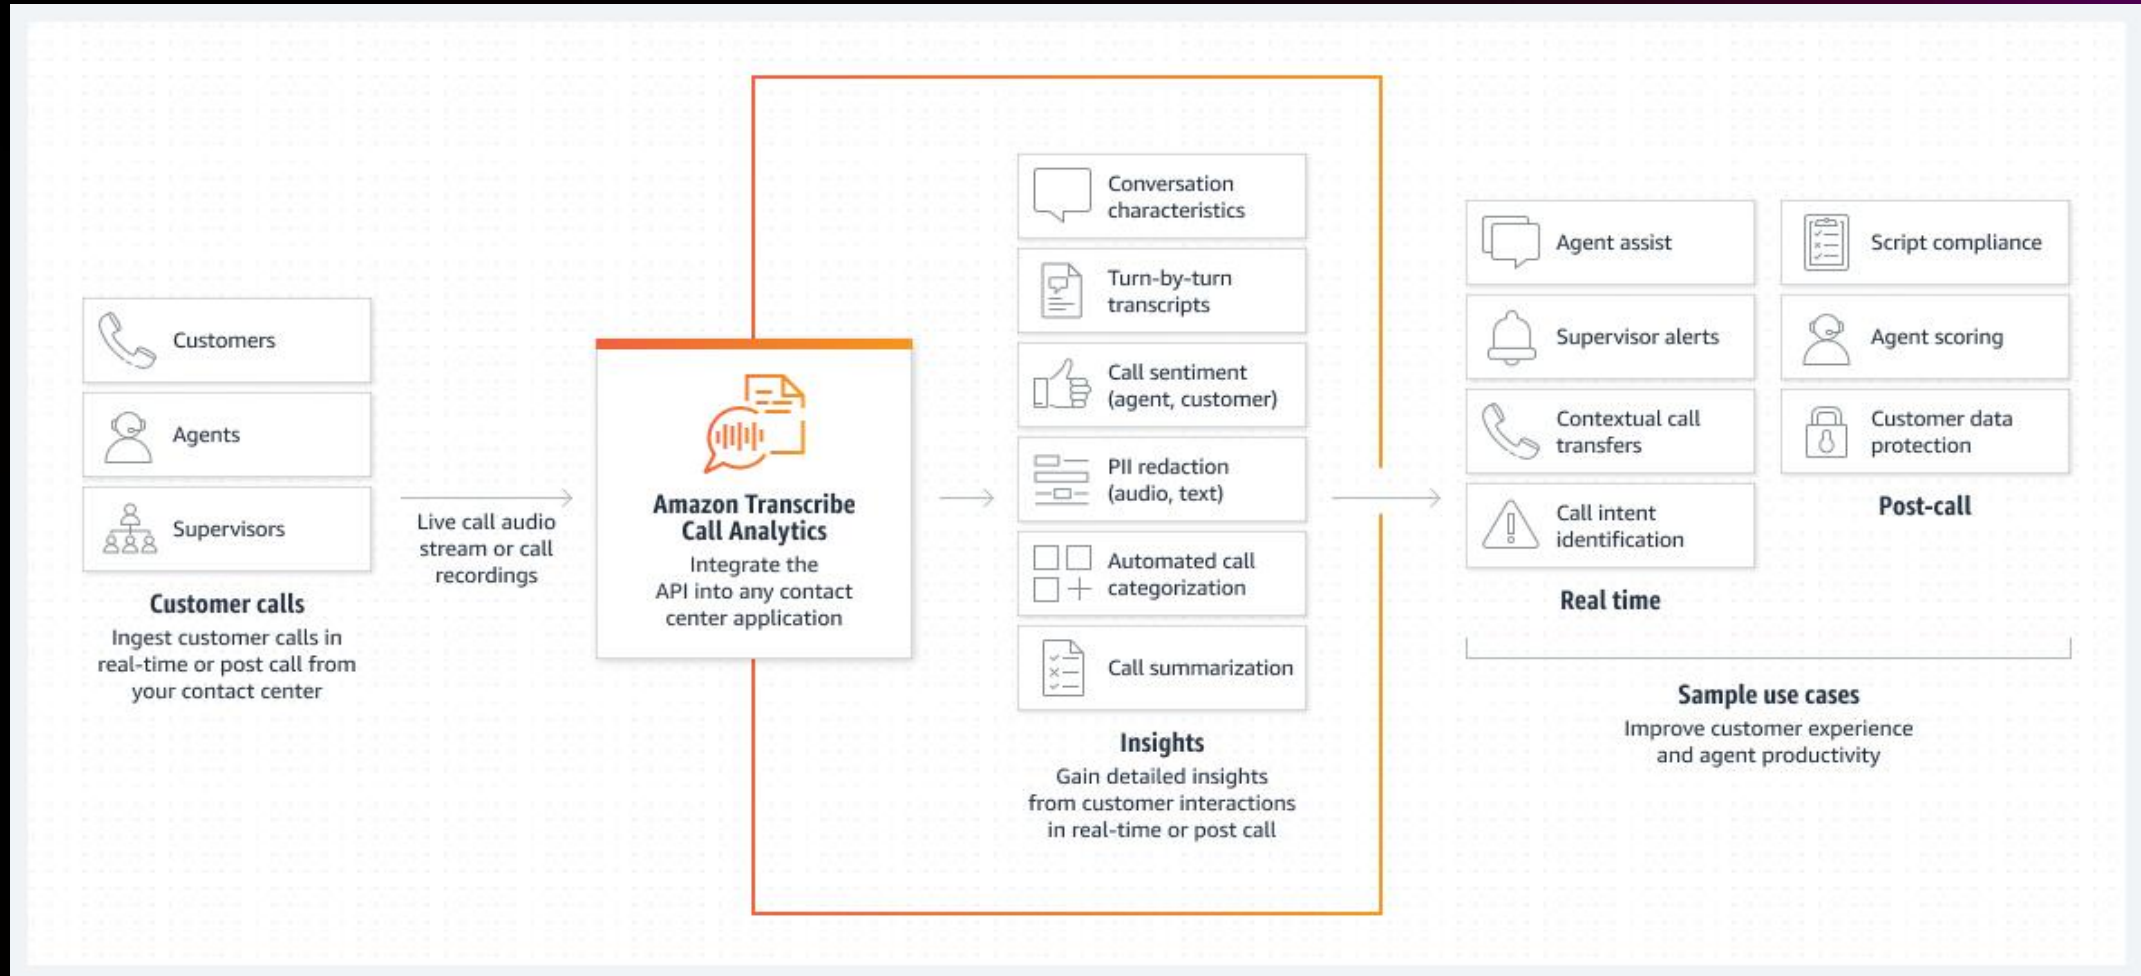 Customers
Agents
Supervisors
Customer calls
Ingest customer calls in
real-time or post call from
your contact center
Live call audio
stream or call
recordings
Amazon Transcribe
Call Analytics
Integrate the
API into any contact
center application
Conversation
characteristics
Turn-by-turn
transcripts
Call sentiment
(agent, customer)
PII redaction
(audio, text)
Automated call
categorization
Call summarization
Insights
Gain detailed insights
from customer interactions
in real-time or post call
Agent assist
Supervisor alerts
Contextual call
transfers
Call intent
identification
Real time
Script compliance
Agent scoring
Customer data
protection
Post-call
Sample use cases
Improve customer experience
and agent productivity